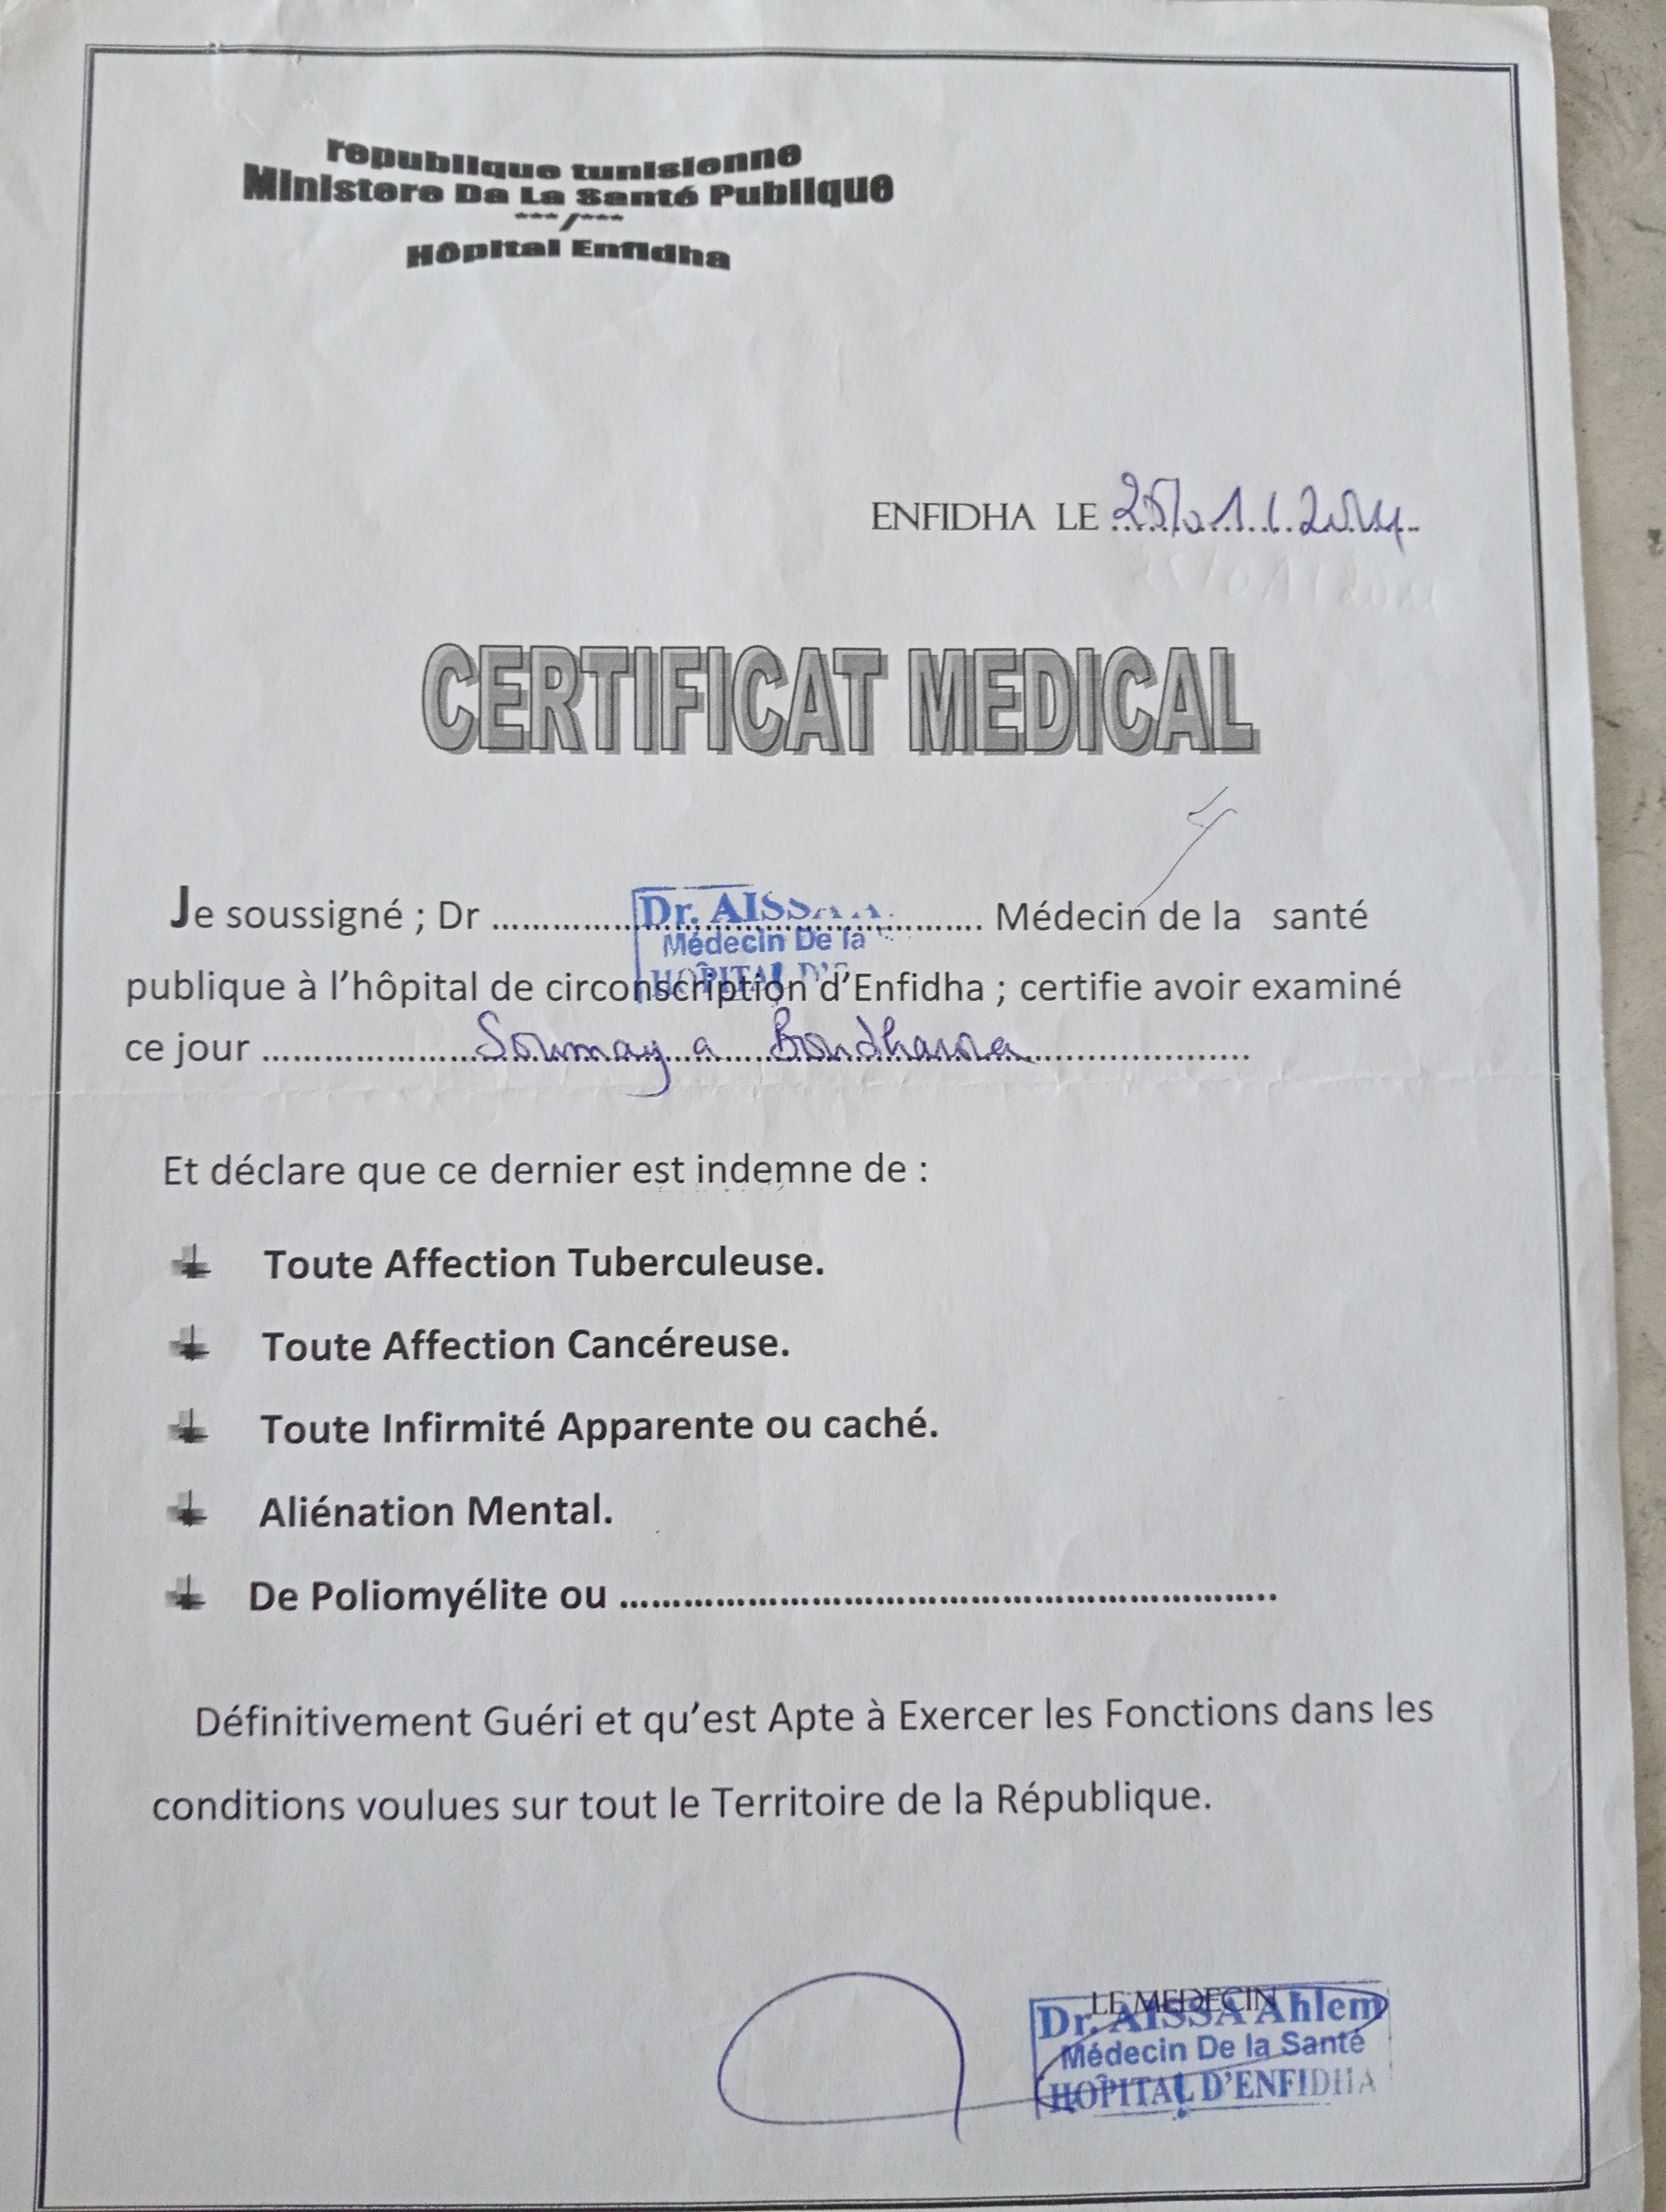 republique tunisienne
Ministere Da La Santé Publique
***/***
Hôpital Enfidha
ENFIDHA LE 25/01/2014
CERTIFICAT MEDICAL
Je soussigné ; Dr ........................ Médecin de la santé
Dr. AISSA A
Médecin De la
HOPITAL D'E
publique à l'hôpital de circonscription d'Enfidha ; certifie avoir examiné
ce jour ........ Soumaya ........
Et déclare que ce dernier est indemne de :
Toute Affection Tuberculeuse.
Toute Affection Cancéreuse.
Toute Infirmité Apparente ou caché.
Aliénation Mental.
De Poliomyélite ou ........................
Définitivement Guéri et qu'est Apte à Exercer les Fonctions dans les
conditions voulues sur tout le Territoire de la République.
LE MEDECIN
Dr. AISSA Ahlem
Médecin De la Santé
HOPITAL D'ENFIDHA